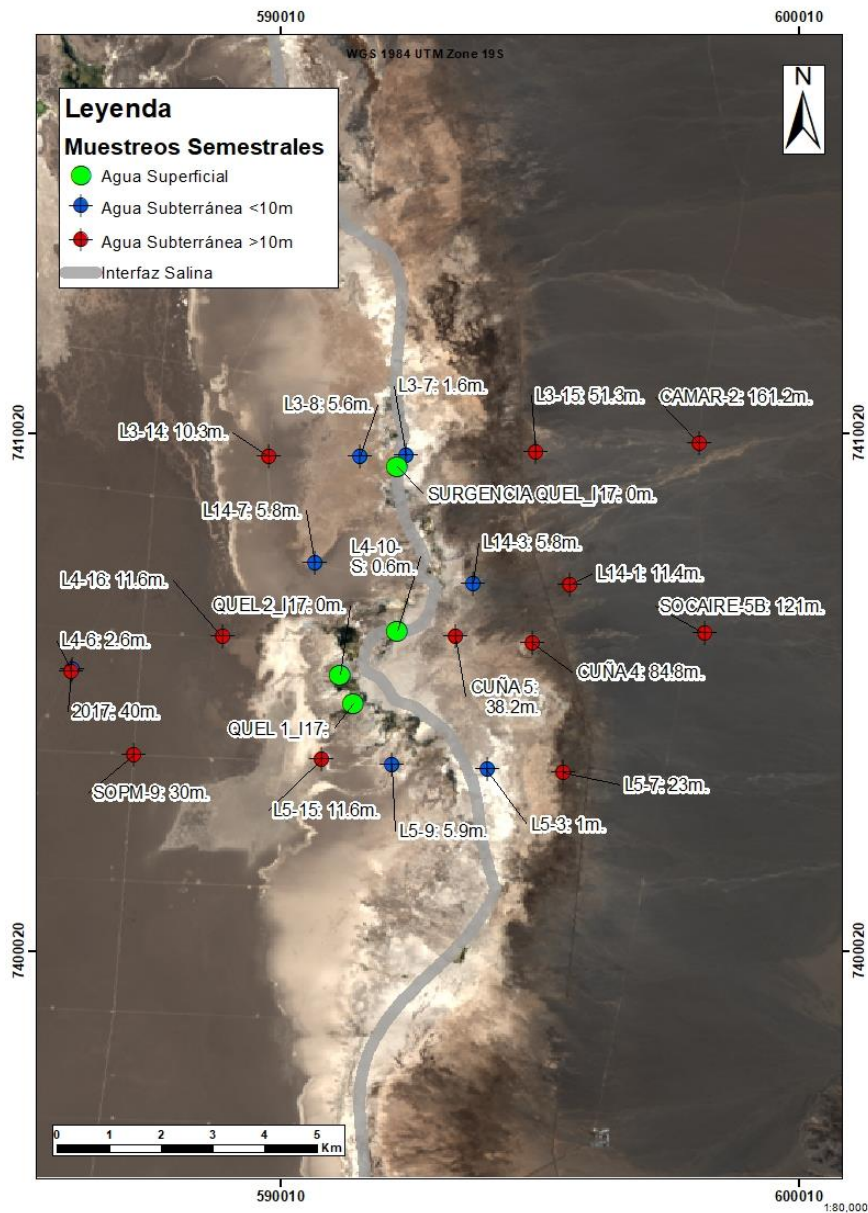 590010
600010
WGS 1984 UTM Zone 19S
N
Leyenda
Muestreos Semestrales
Agua Superficial
Agua Subterránea <10m
Agua Subterránea >10m
Interfaz Salina
7410020
7410020
L3-7: 1.6m.
L3-8: 5.6m.
L3-15: 51.3m.
CAMAR-2: 161.2m.
L3-14: 10.3m.
SURGENCIA QUEL_I17: 0m.
L14-7: 5.8m.
L4-10-
S: 0.6m.
L14-3: 5.8m.
L14-1: 11.4m.
L4-16: 11.6m.
QUEL 2_I17: 0m.
SOCAIRE-5B: 121m.
L4-6: 2.6m.
CUÑA 4: 84.8m.
CUÑA 5:
38.2m.
2017: 40m.
QUEL 1_I17:
SOPM-9: 30m.
L5-15: 11.6m.
L5-9: 5.9m.
L5-3: 1m.
L5-7: 23m.
7400020
7400020
0 1 2 3 4 5
Km
590010
600010
1:80,000